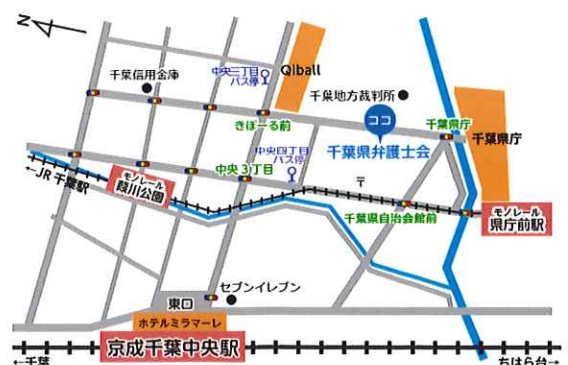 N
千葉信用金庫
中央二丁目
バス停
Qiball
千葉地方裁判所
ココ
きぼーる前
千葉県弁護士会
千葉県庁
千葉県庁
中央四丁目
バス停
中央3丁目
〒
←JR 千葉駅
モノレール
葭川公園
千葉県自治会館前
モノレール
県庁前駅
セブンイレブン
東口
ホテルミラマーレ
京成千葉中央駅
←千葉
ちはら台→